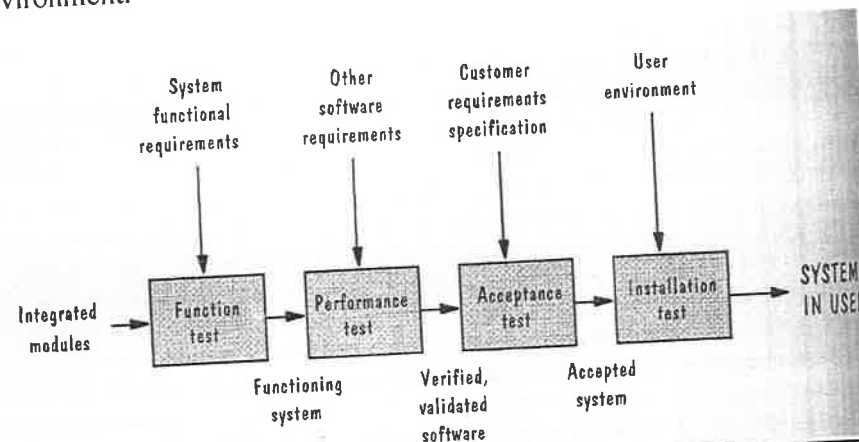 System
functional
requirements
Other
software
requirements
Customer
requirements
specification
User
environment
Integrated
modules
Function
test
Performance
test
Acceptance
test
Installation
test
SYSTEM
IN USE
Functioning
system
Verified,
validated
software
Accepted
system